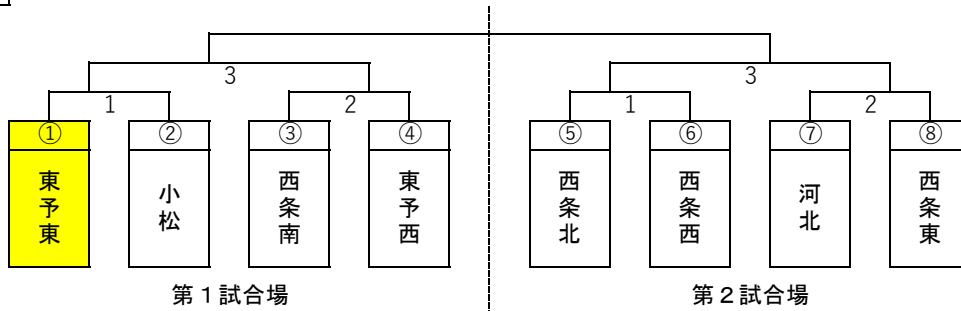 3 3
1 2 1 2
① ② ③ ④ ⑤ ⑥ ⑦ ⑧
東予東 小松 西条南 東予西 西条北 西条西 河北 西条東
第1試合場 第2試合場